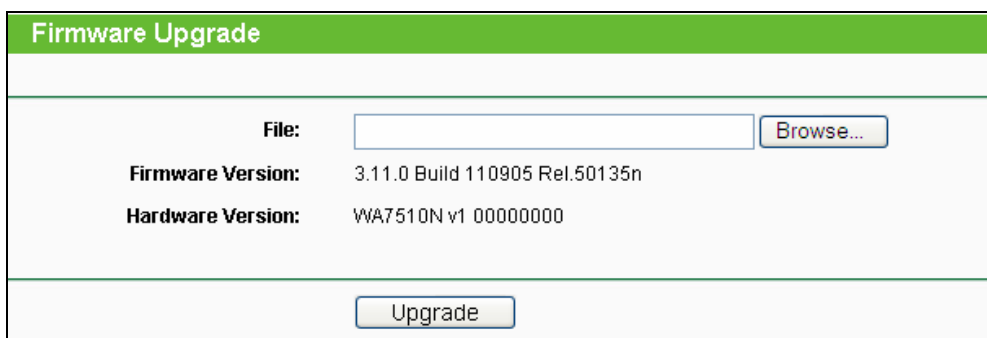 Firmware Upgrade
File: Browse...
Firmware Version: 3.11.0 Build 110905 Rel.50135n
Hardware Version: WA7510N v1 00000000
Upgrade